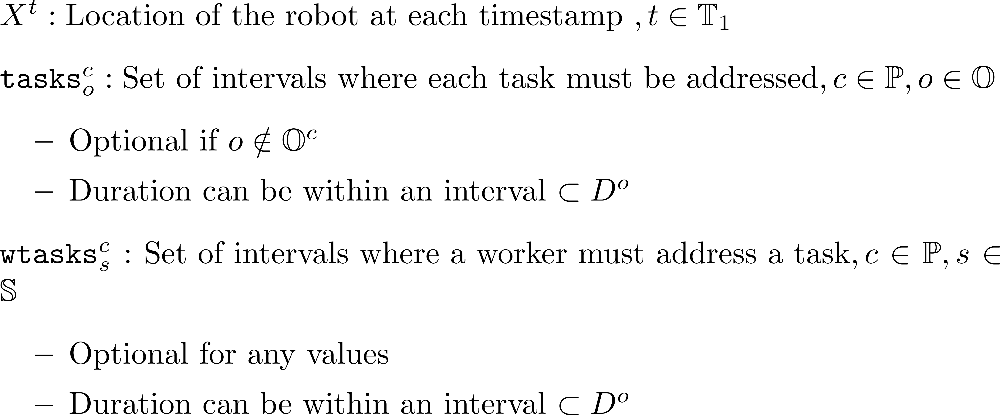 $X^t$ : Location of the robot at each timestamp , $t \in \mathbb{T}_1$
$\texttt{tasks}_o^c$ : Set of intervals where each task must be addressed, $c \in \mathbb{P}, o \in \mathbb{O}$
– Optional if $o \notin \mathbb{O}^c$
– Duration can be within an interval $\subset D^o$
$\texttt{wtasks}_s^c$ : Set of intervals where a worker must address a task, $c \in \mathbb{P}, s \in$
$\mathbb{S}$
– Optional for any values
– Duration can be within an interval $\subset D^o$